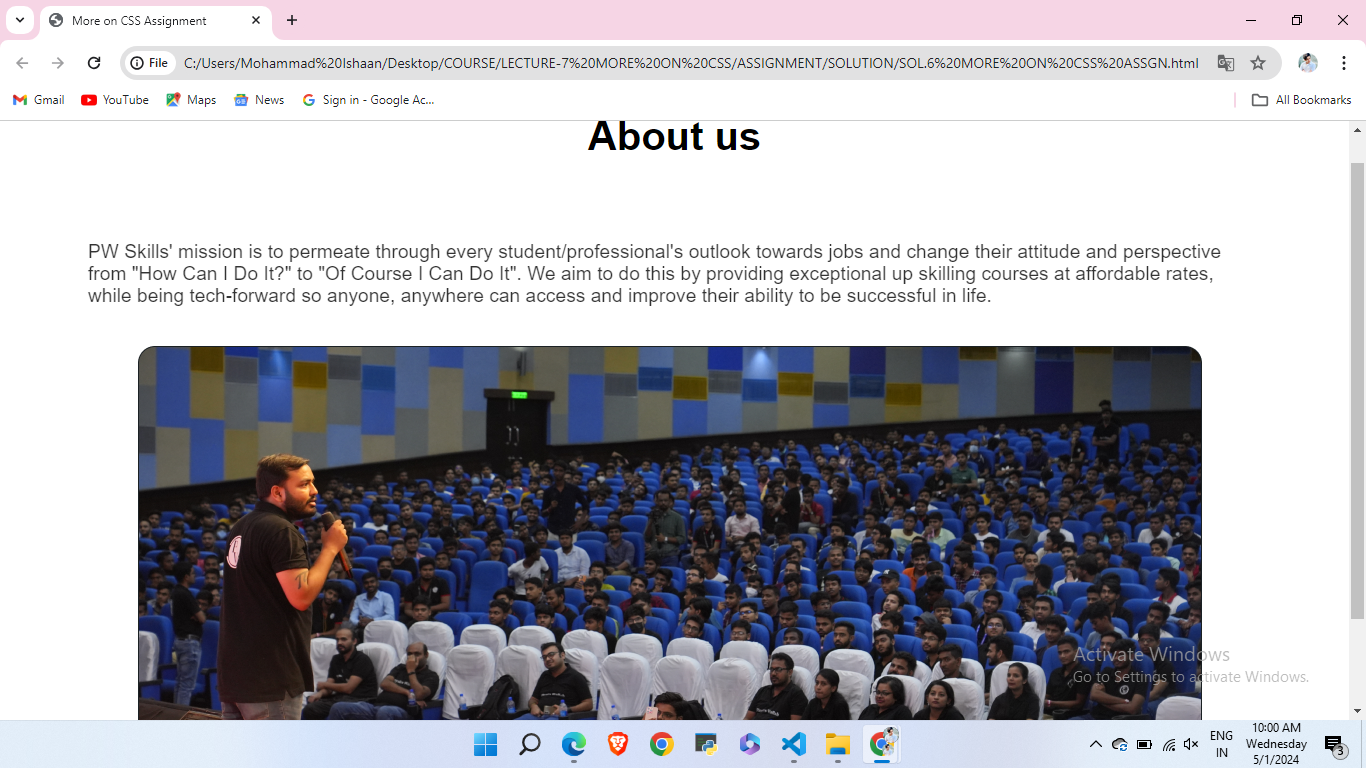 More on CSS Assignment
File
C:/Users/Mohammad%20Ishaan/Desktop/COURSE/LECTURE-7%20MORE%20ON%20CSS/ASSIGNMENT/SOLUTION/SOL.6%20MORE%20ON%20CSS%20ASSGN.html
Gmail
YouTube
Maps
News
Sign in - Google Ac...
All Bookmarks
About us
PW Skills' mission is to permeate through every student/professional's outlook towards jobs and change their attitude and perspective
from "How Can I Do It?" to "Of Course I Can Do It". We aim to do this by providing exceptional up skilling courses at affordable rates,
while being tech-forward so anyone, anywhere can access and improve their ability to be successful in life.
Activate Windows
Go to Settings to activate Windows.
ENG
IN
10:00 AM
Wednesday
5/1/2024
3